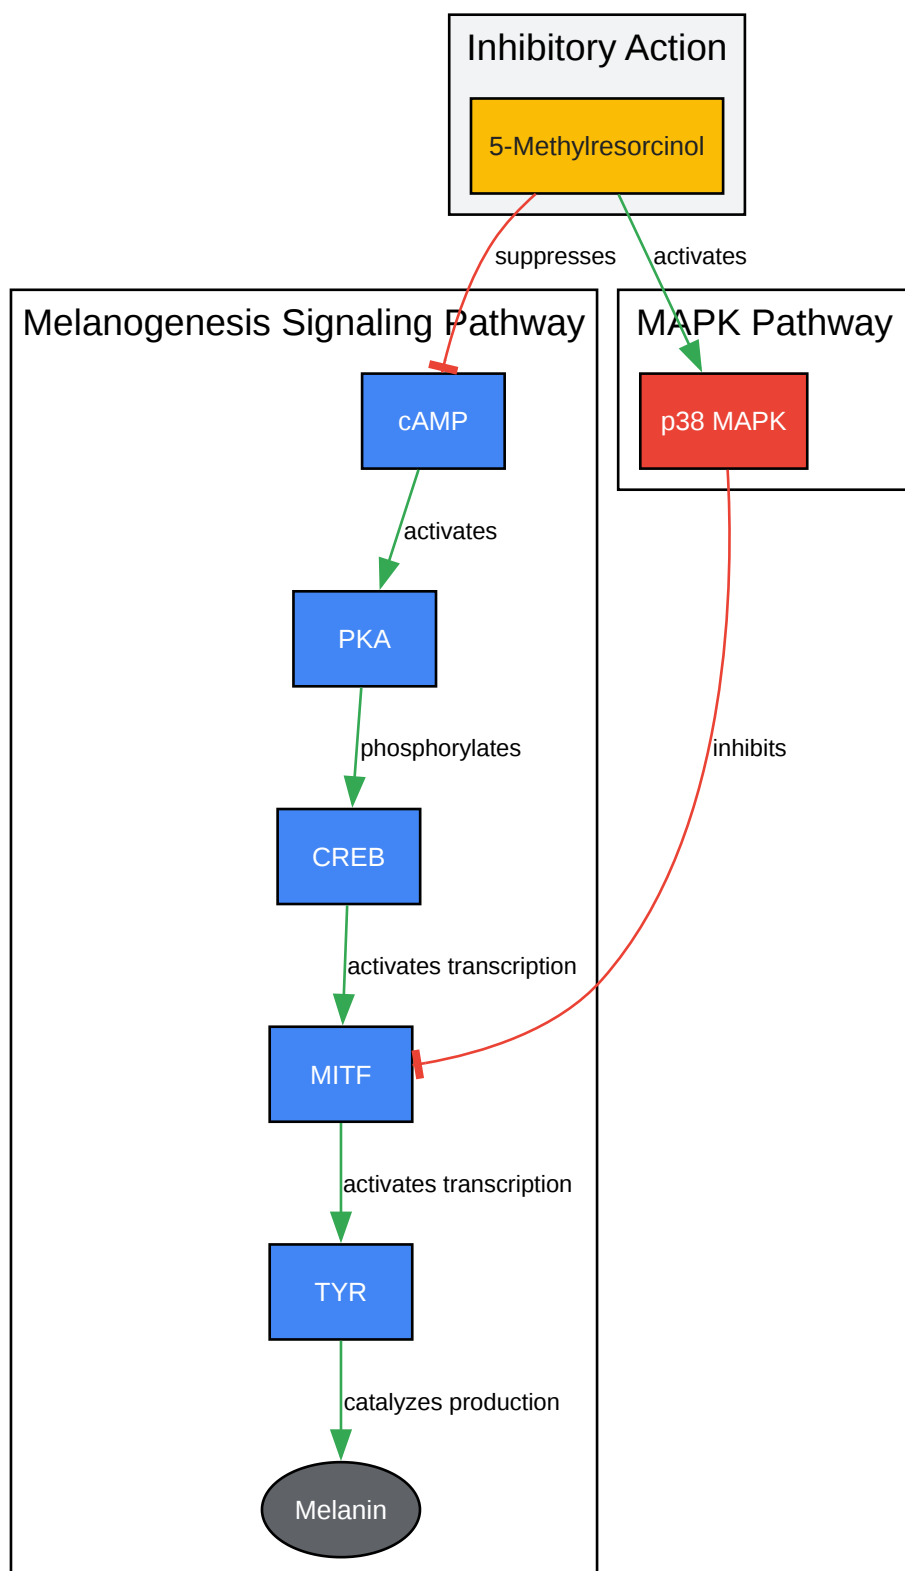 Inhibitory Action
5-Methylresorcinol
suppresses
activates
Melanogenesis Signaling Pathway
MAPK Pathway
cAMP
p38 MAPK
activates
PKA
phosphorylates
inhibits
CREB
activates transcription
MITF
activates transcription
TYR
catalyzes production
Melanin